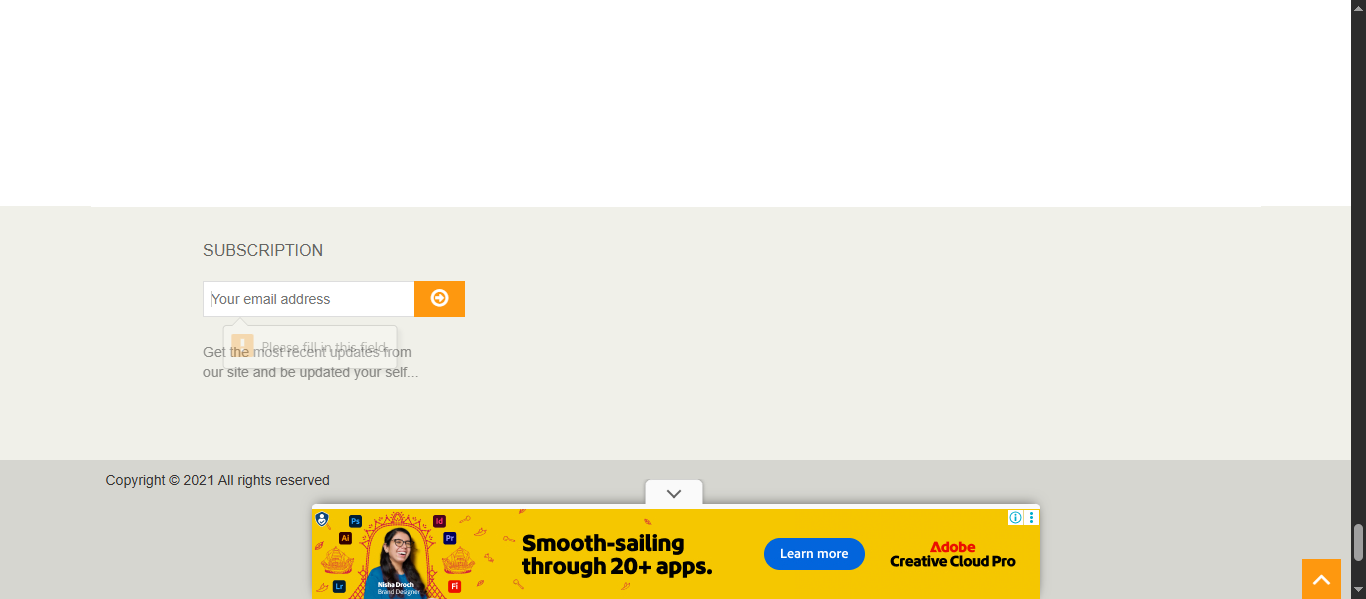 SUBSCRIPTION
Your email address
Please fill in this field.
Get the most recent updates from
our site and be updated your self...
Copyright © 2021 All rights reserved
Ps
Id
Ai
Pr
Lr
Fi
Nisha Droch
Brand Designer
Smooth-sailing
through 20+ apps.
Learn more
Adobe
Creative Cloud Pro